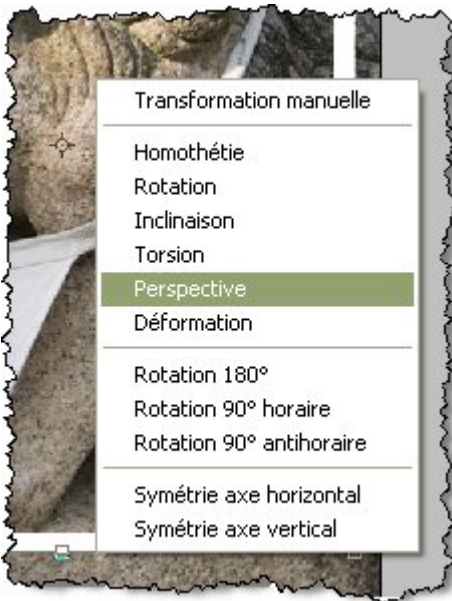 Transformation manuelle
Homothétie
Rotation
Inclinaison
Torsion
Perspective
Déformation
Rotation 180°
Rotation 90° horaire
Rotation 90° antihoraire
Symétrie axe horizontal
Symétrie axe vertical